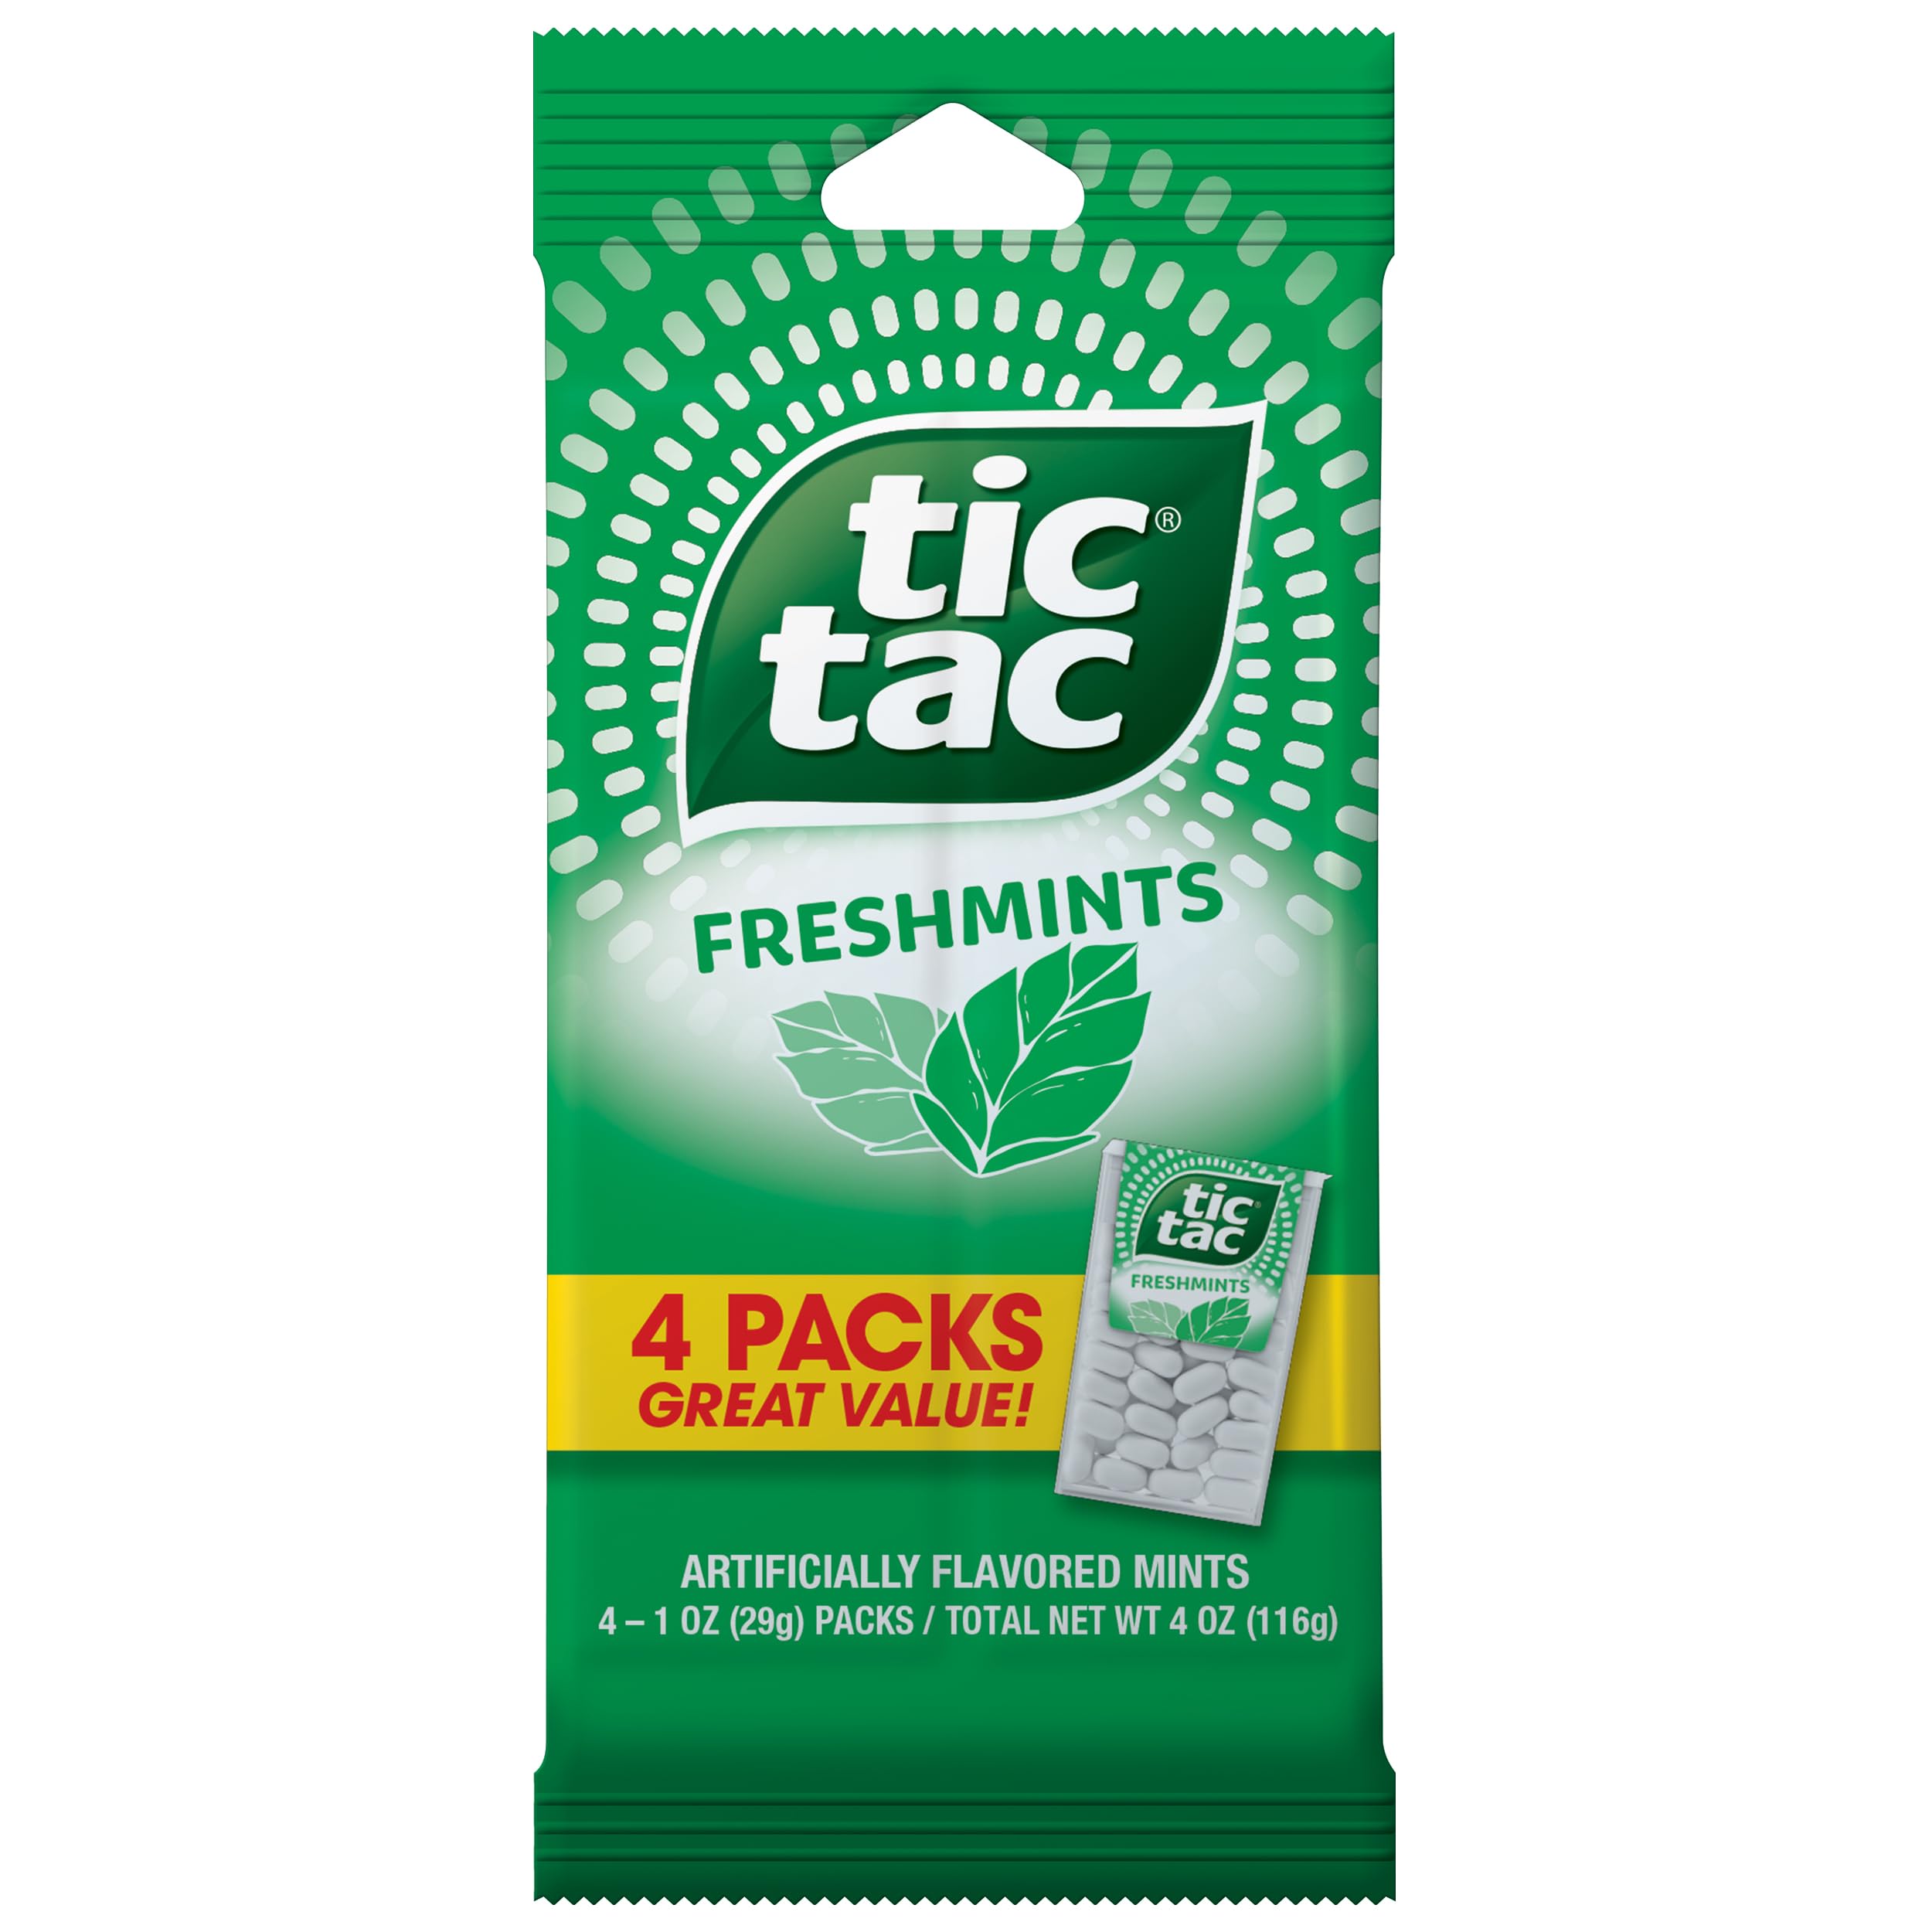 tic®
tac
FRESHMINTS
tic
tac
FRESHMINTS
4 PACKS
GREAT VALUE!
ARTIFICIALLY FLAVORED MINTS
4 – 1 OZ (29g) PACKS / TOTAL NET WT 4 OZ (116g)